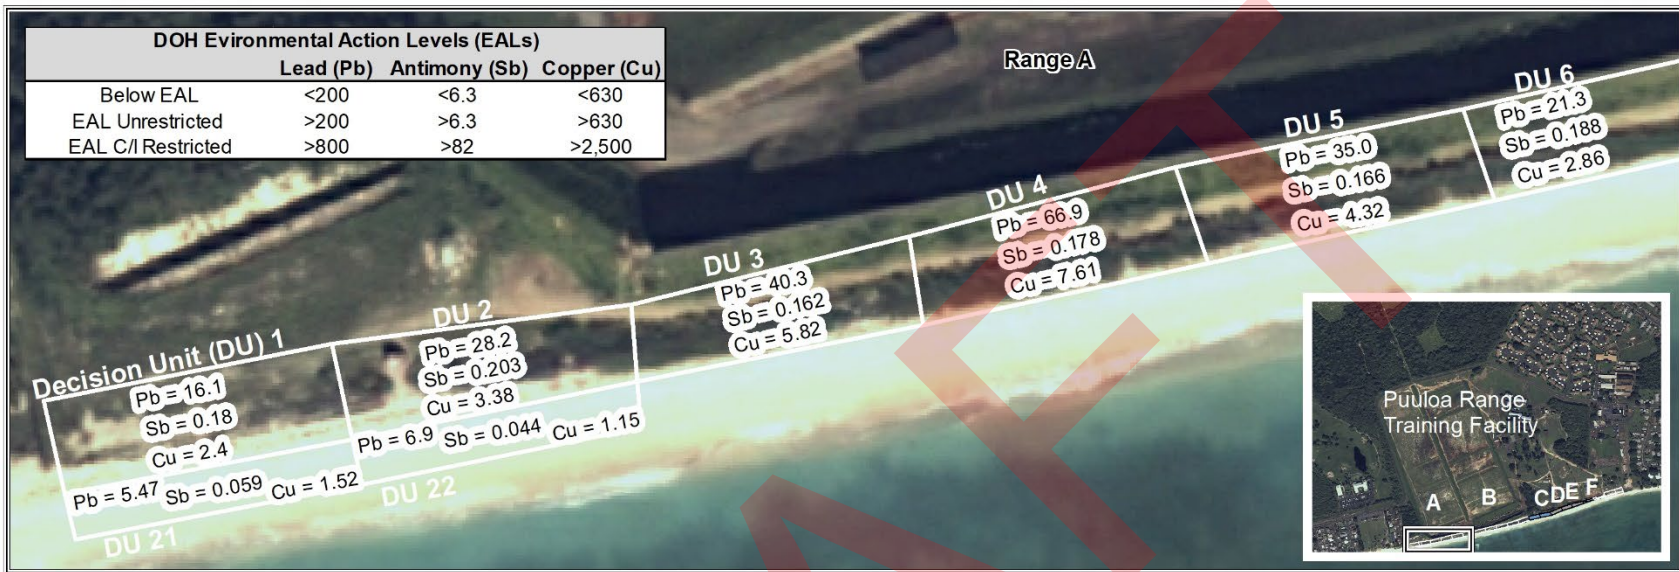 DOH Evironmental Action Levels (EALs)
Lead (Pb) Antimony (Sb) Copper (Cu)
Below EAL <200 <6.3 <630
EAL Unrestricted >200 >6.3 >630
EAL C/I Restricted >800 >82 >2,500
Range A
Decision Unit (DU) 1
Pb = 16.1
Sb = 0.18
Cu = 2.4
DU 2
Pb = 28.2
Sb = 0.203
Cu = 3.38
DU 3
Pb = 40.3
Sb = 0.162
Cu = 5.82
DU 4
Pb = 66.9
Sb = 0.178
Cu = 7.61
DU 5
Pb = 35.0
Sb = 0.166
Cu = 4.32
DU 6
Pb = 21.3
Sb = 0.188
Cu = 2.86
Pb = 5.47 Sb = 0.059 Cu = 1.52
DU 21
Pb = 6.9 Sb = 0.044 Cu = 1.15
DU 22
Puuloa Range
Training Facility
A B C D E F